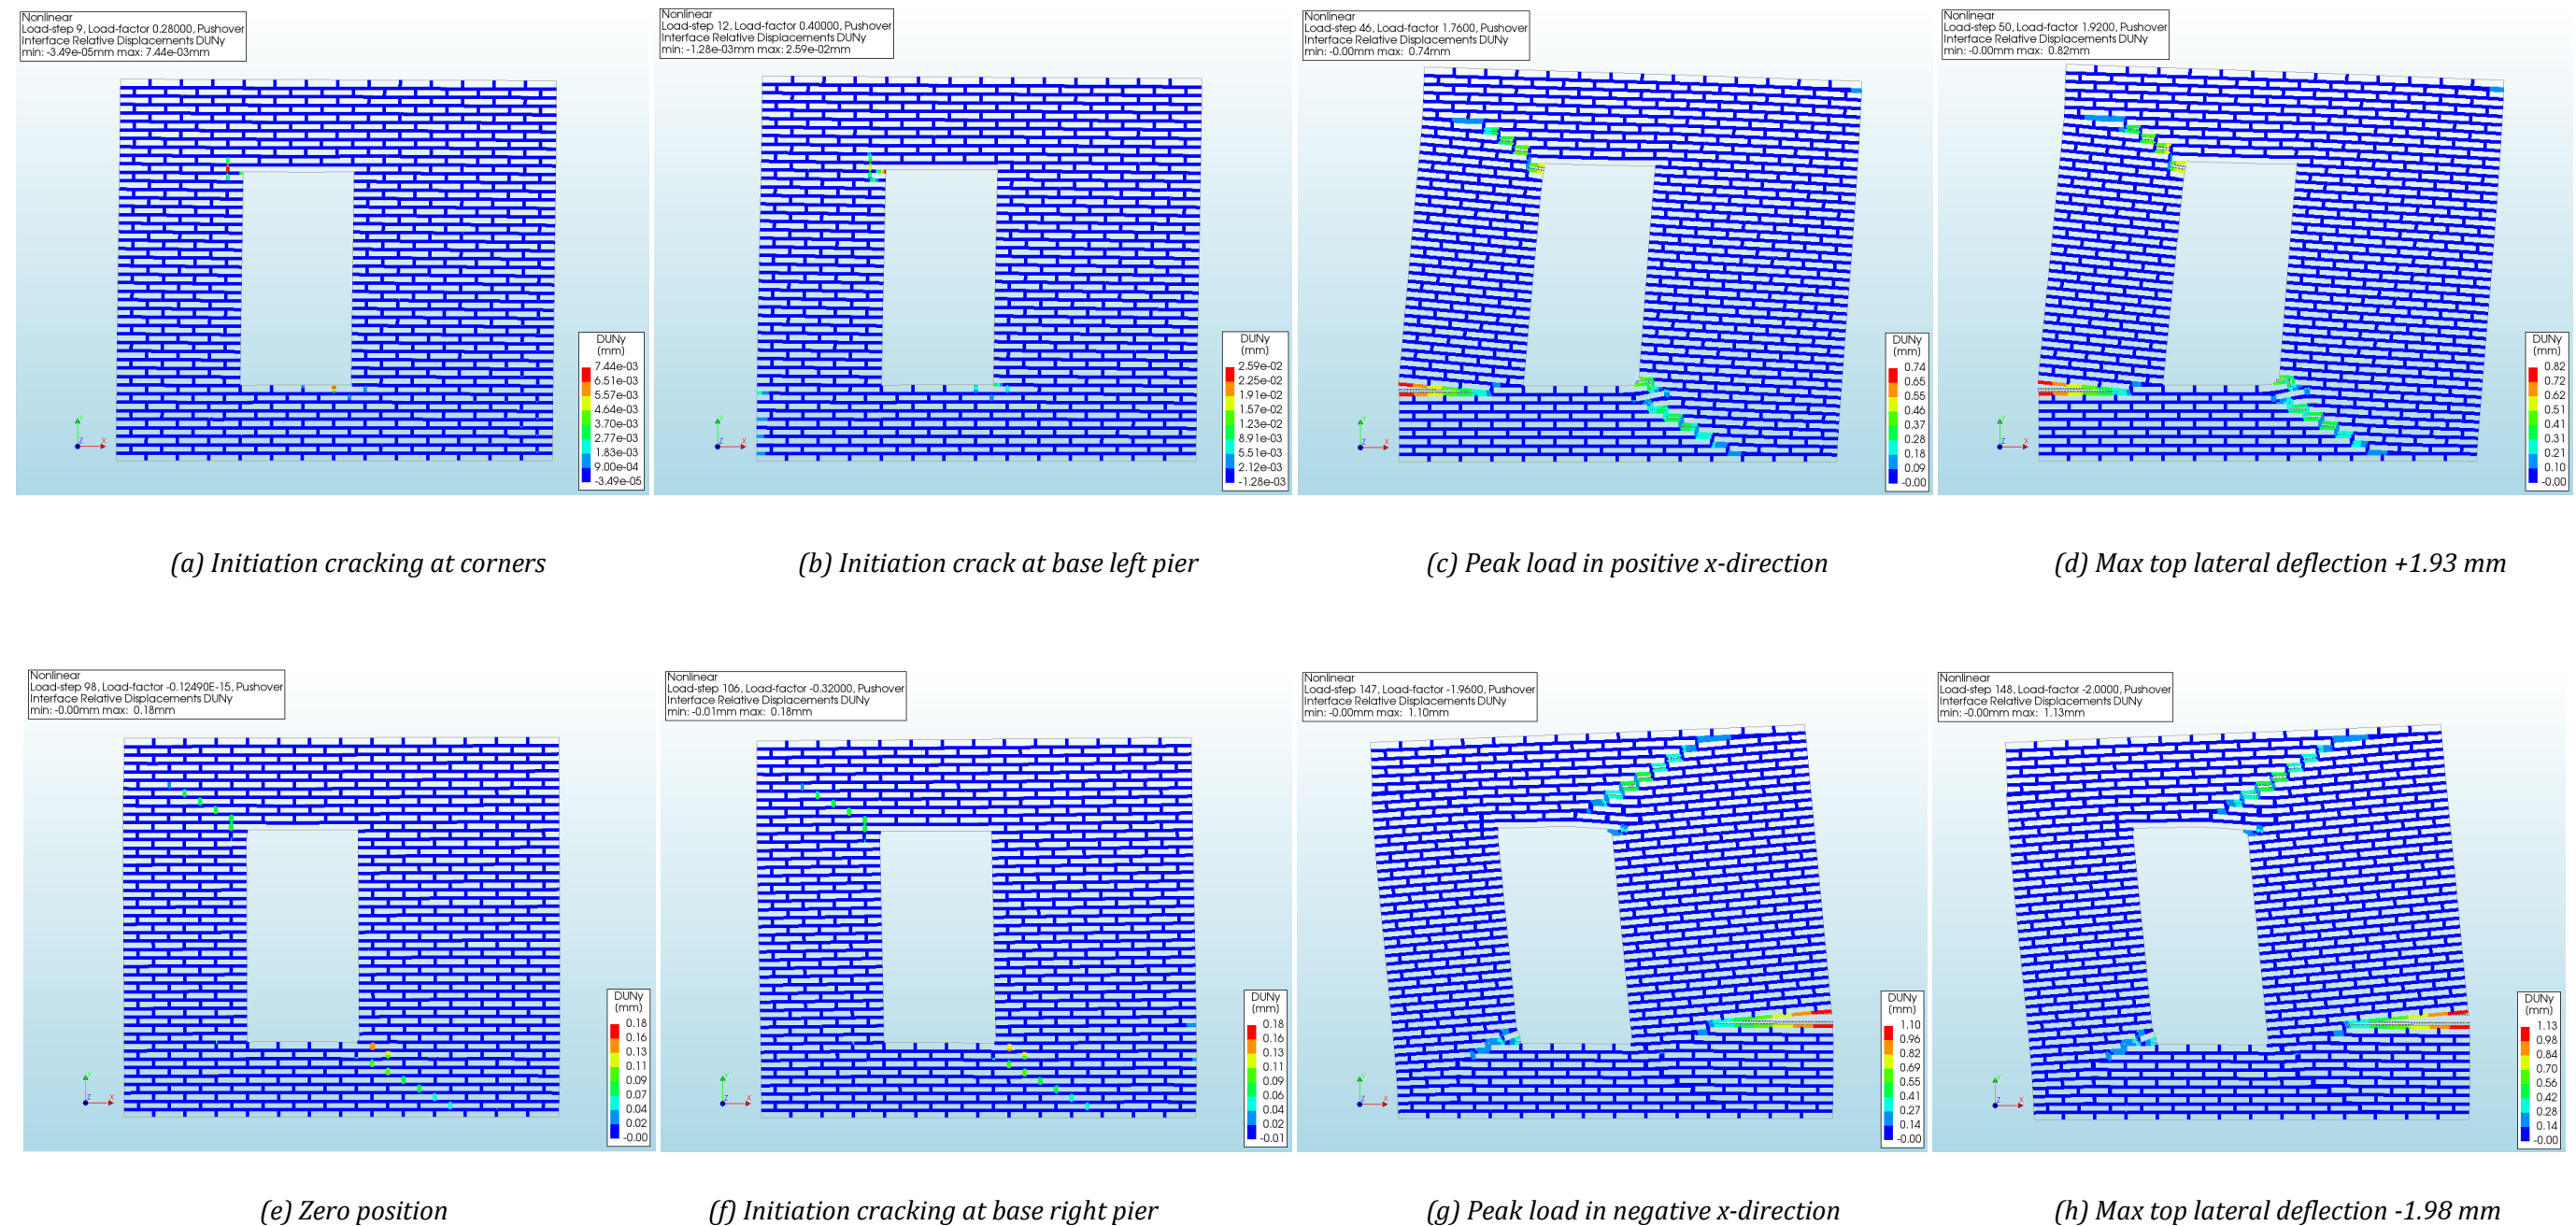 Nonlinear
Load-step 9, Load-factor 0.28000, Pushover
Interface Relative Displacements DUNy
min: -3.49e-05mm max: 7.44e-03mm
DUNy
(mm)
7.44e-03
6.51e-03
5.57e-03
4.64e-03
3.70e-03
2.77e-03
1.83e-03
9.00e-04
-3.49e-05
Y
Z
X
Nonlinear
Load-step 12, Load-factor 0.40000, Pushover
Interface Relative Displacements DUNy
min: -1.28e-03mm max: 2.59e-02mm
DUNy
(mm)
2.59e-02
2.25e-02
1.91e-02
1.57e-02
1.23e-02
8.91e-03
5.51e-03
2.12e-03
-1.28e-03
Y
Z
X
Nonlinear
Load-step 46, Load-factor 1.7600, Pushover
Interface Relative Displacements DUNy
min: -0.00mm max: 0.74mm
DUNy
(mm)
0.74
0.65
0.55
0.46
0.37
0.28
0.18
0.09
-0.00
Y
Z
X
Nonlinear
Load-step 50, Load-factor 1.9200, Pushover
Interface Relative Displacements DUNy
min: -0.00mm max: 0.82mm
DUNy
(mm)
0.82
0.72
0.62
0.51
0.41
0.31
0.21
0.10
-0.00
Y
Z
X
(a) Initiation cracking at corners
(b) Initiation crack at base left pier
(c) Peak load in positive x-direction
(d) Max top lateral deflection +1.93 mm
Nonlinear
Load-step 98, Load-factor -0.12490E-15, Pushover
Interface Relative Displacements DUNy
min: -0.00mm max: 0.18mm
DUNy
(mm)
0.18
0.16
0.13
0.11
0.09
0.07
0.04
0.02
-0.00
Y
Z
X
Nonlinear
Load-step 106, Load-factor -0.32000, Pushover
Interface Relative Displacements DUNy
min: -0.01mm max: 0.18mm
DUNy
(mm)
0.18
0.16
0.13
0.11
0.09
0.06
0.04
0.02
-0.01
Y
Z
X
Nonlinear
Load-step 147, Load-factor -1.9600, Pushover
Interface Relative Displacements DUNy
min: -0.00mm max: 1.10mm
DUNy
(mm)
1.10
0.96
0.82
0.69
0.55
0.41
0.27
0.14
-0.00
Y
Z
X
Nonlinear
Load-step 148, Load-factor -2.0000, Pushover
Interface Relative Displacements DUNy
min: -0.00mm max: 1.13mm
DUNy
(mm)
1.13
0.98
0.84
0.70
0.56
0.42
0.28
0.14
-0.00
Y
Z
X
(e) Zero position
(f) Initiation cracking at base right pier
(g) Peak load in negative x-direction
(h) Max top lateral deflection -1.98 mm